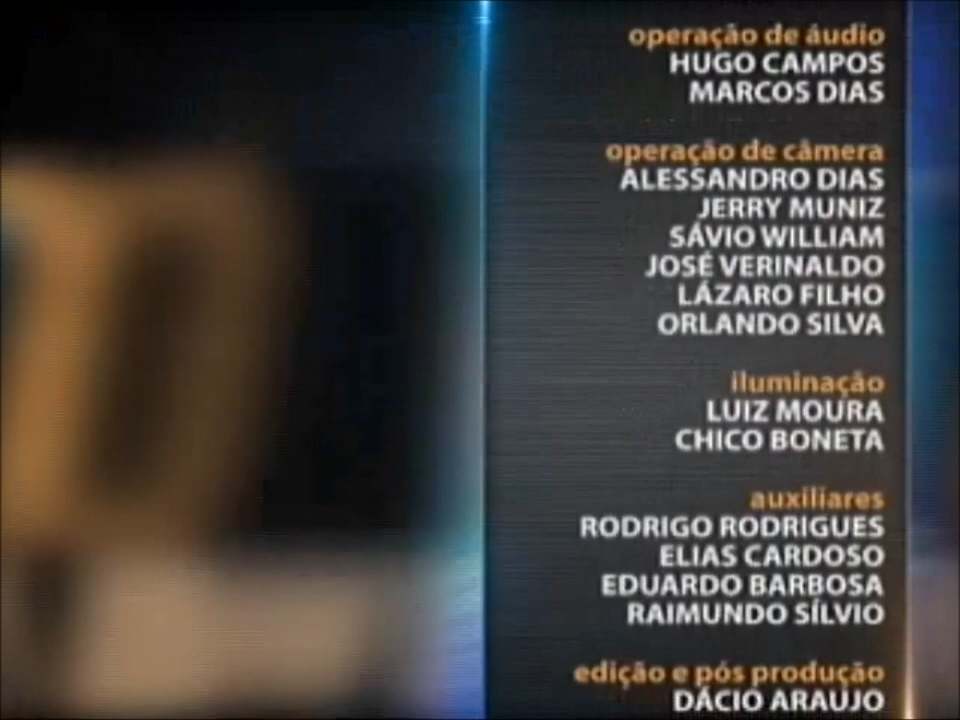 operação de áudio
HUGO CAMPOS
MARCOS DIAS
operação de câmera
ALESSANDRO DIAS
JERRY MUNIZ
SÁVIO WILLIAM
JOSÉ VERINALDO
LÁZARO FILHO
ORLANDO SILVA
iluminação
LUIZ MOURA
CHICO BONETA
auxiliares
RODRIGO RODRIGUES
ELIAS CARDOSO
EDUARDO BARBOSA
RAIMUNDO SÍLVIO
edição e pós produção
DÁCIO ARAUJO